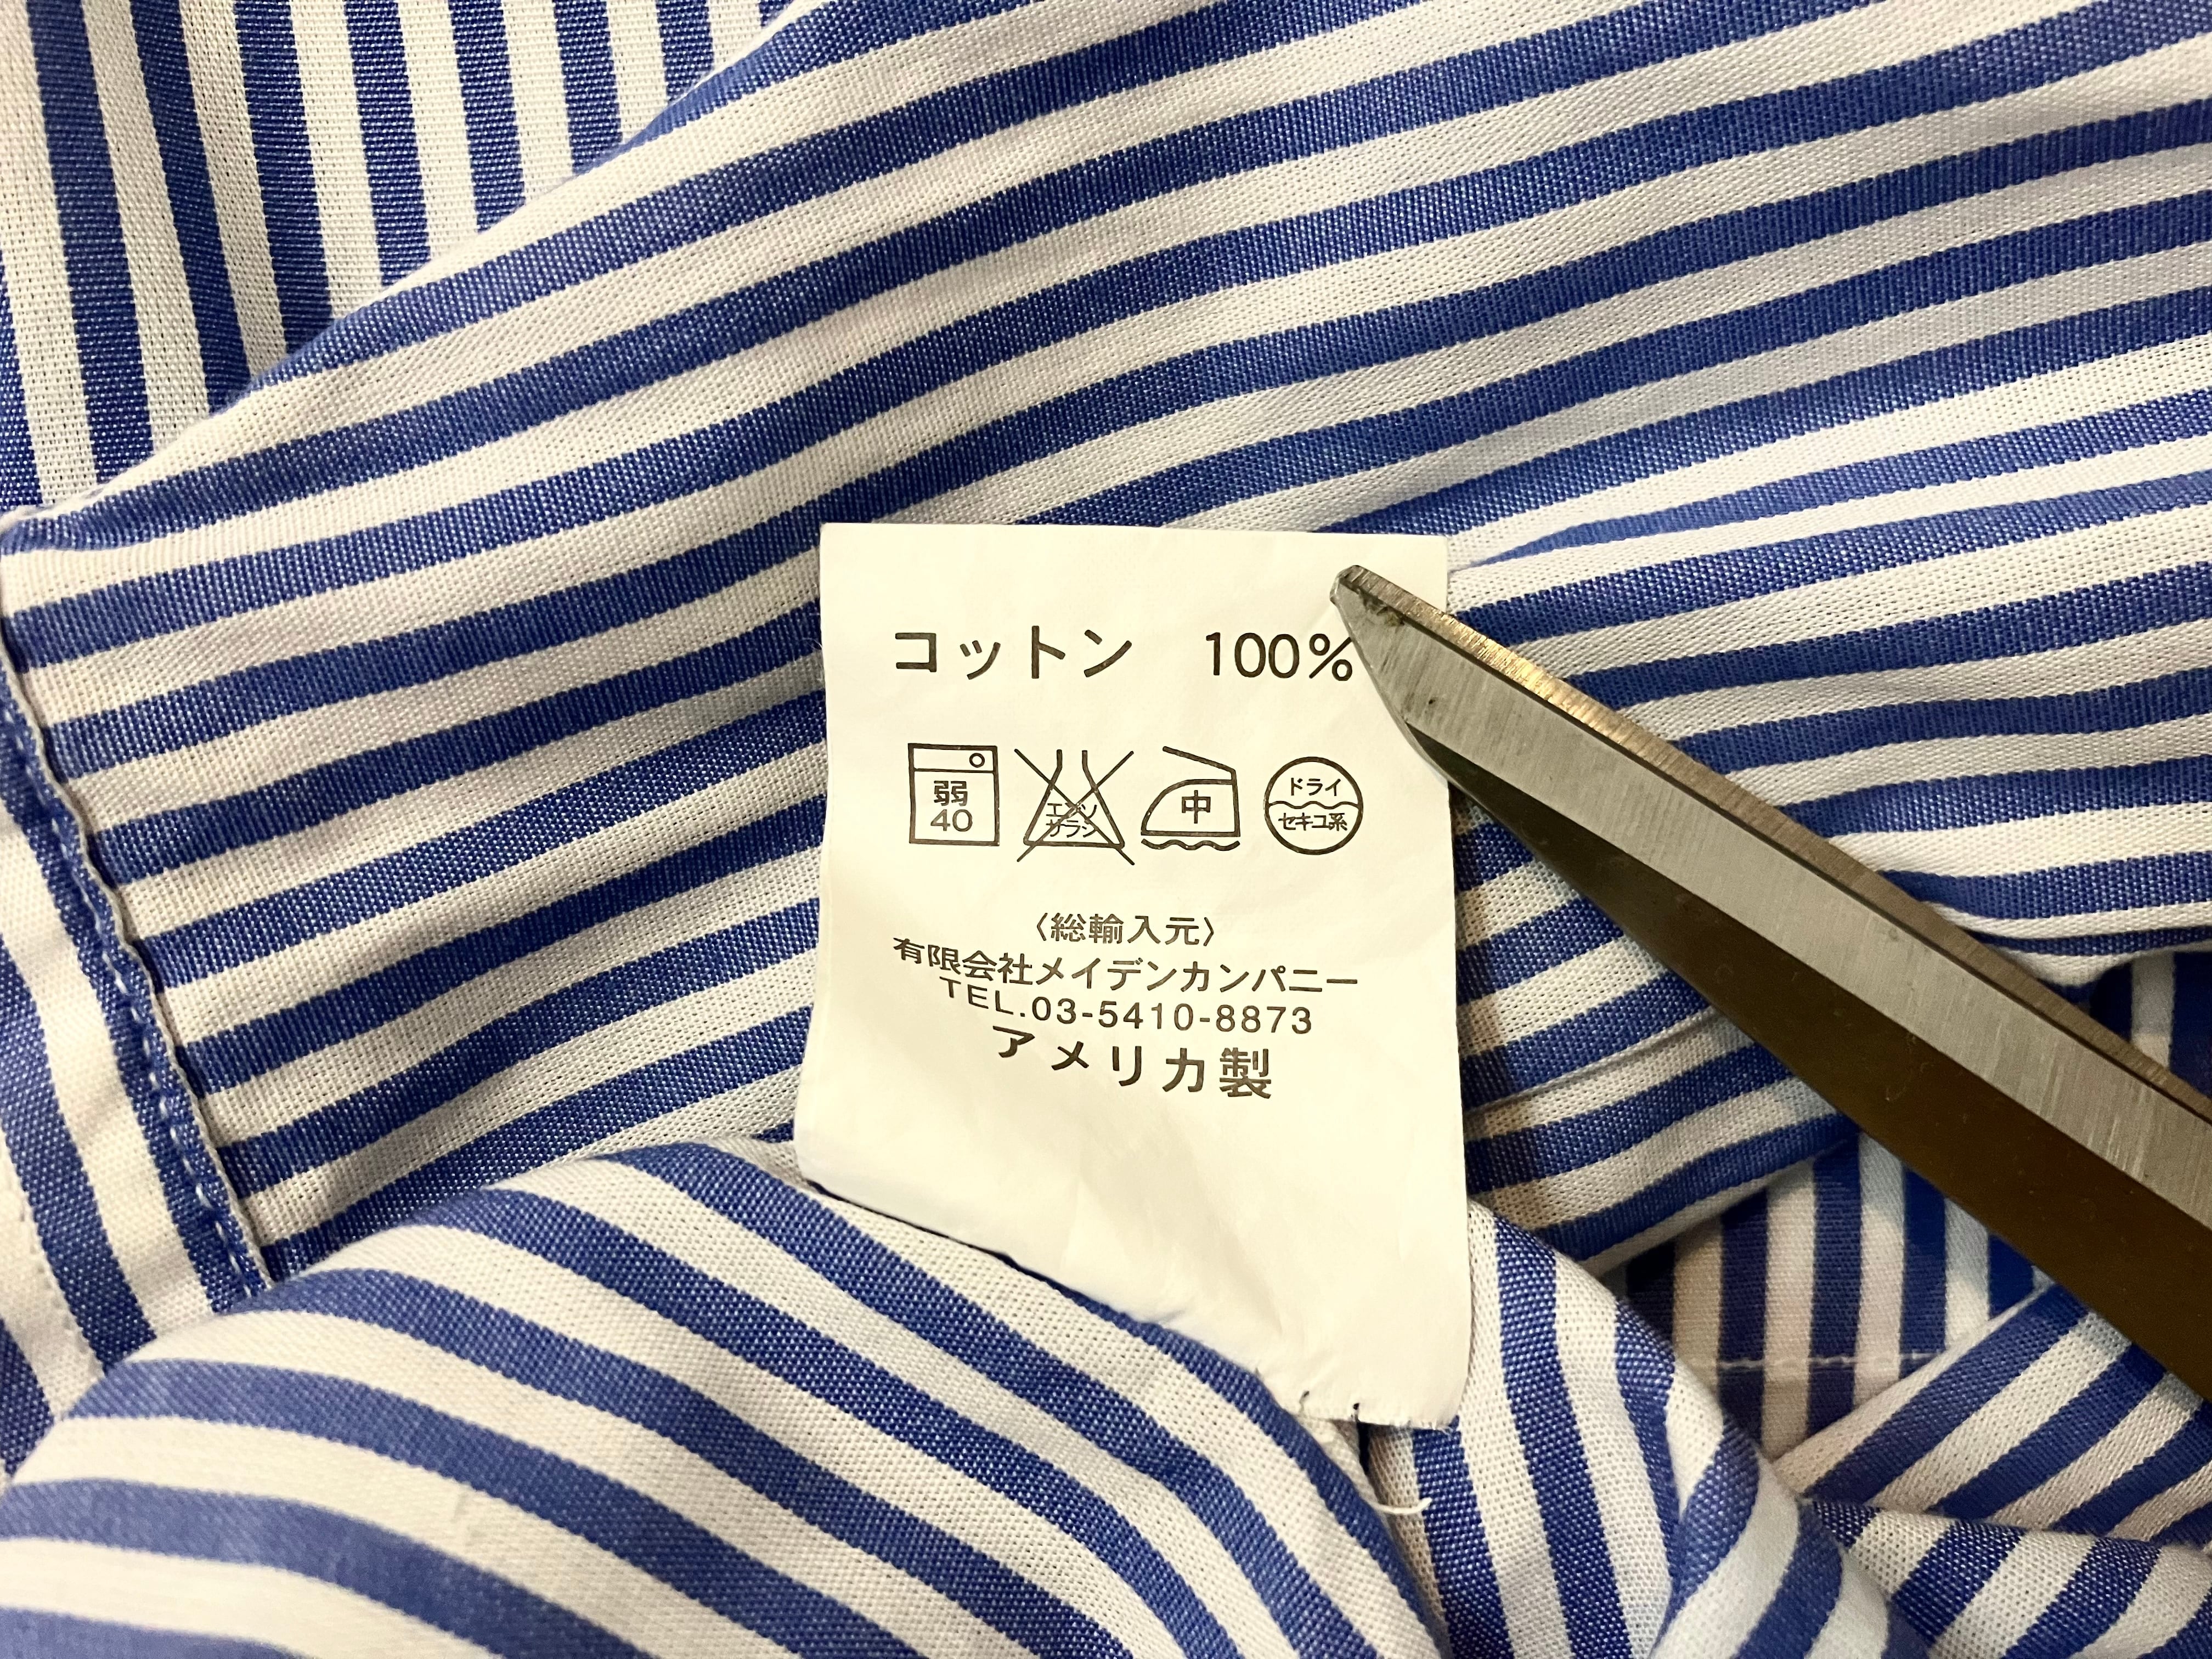 コットン 100%
弱 エンソ 中 ドライ
40 サラシ セキユ系
〈総輸入元〉
有限会社メイデンカンパニー
TEL.03-5410-8873
アメリカ製